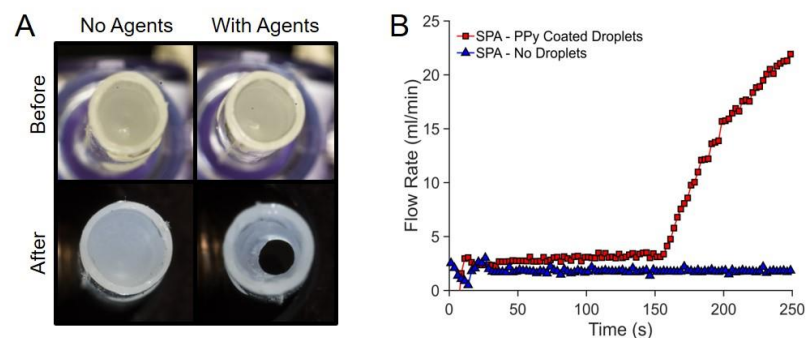 A
No Agents
With Agents
Before
After
B
SPA - PPy Coated Droplets
SPA - No Droplets
Flow Rate (ml/min)
25
20
15
10
5
0
0 50 100 150 200 250
Time (s)